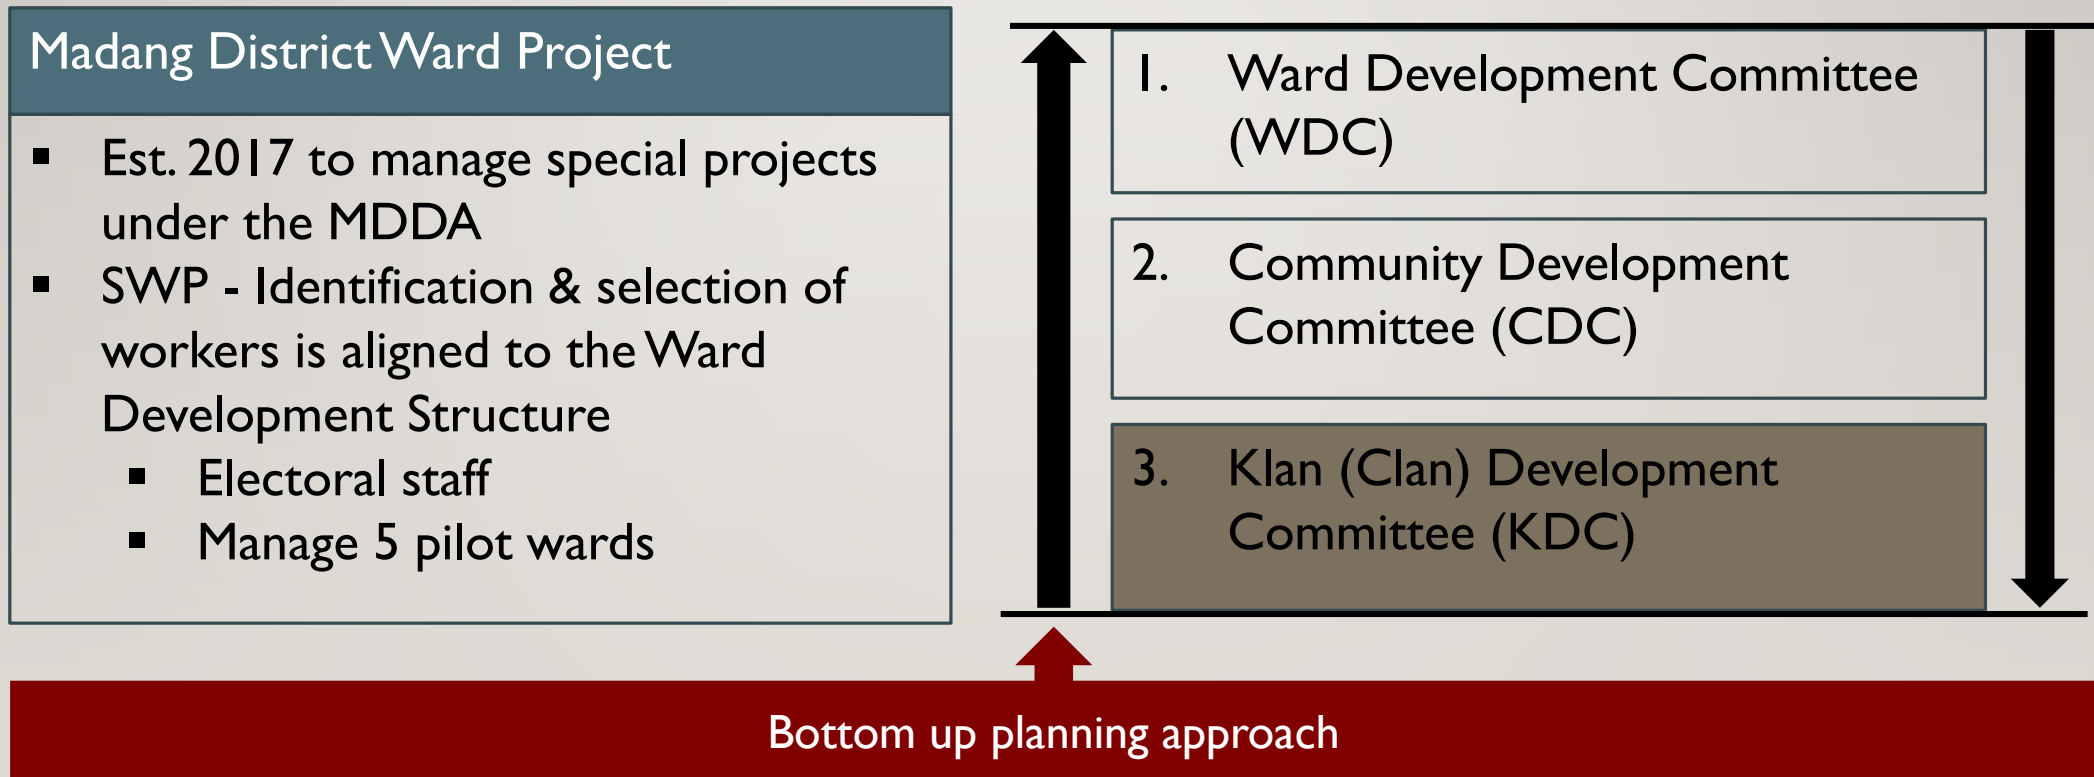 Madang District Ward Project
▪ Est. 2017 to manage special projects
under the MDDA
▪ SWP - Identification & selection of
workers is aligned to the Ward
Development Structure
▪ Electoral staff
▪ Manage 5 pilot wards
1. Ward Development Committee
(WDC)
2. Community Development
Committee (CDC)
3. Klan (Clan) Development
Committee (KDC)
Bottom up planning approach